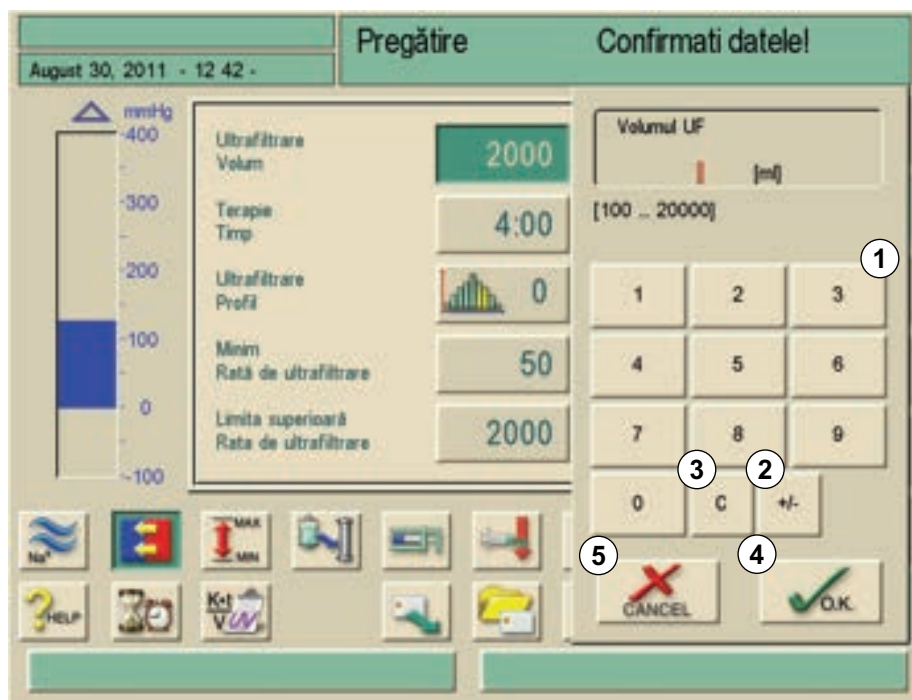 Pregătire
Confirmati datele!
August 30, 2011 - 12 42 -
mmHg
400
300
200
100
0
-100
Ultrafiltrare
Volum
2000
Terapie
Timp
4:00
Ultrafiltrare
Profil
0
Minim
Rată de ultrafiltrare
50
Limita superioară
Rata de ultrafiltrare
2000
Volumul UF
[ml]
[100 .. 20000]
1
1 2 3
4 5 6
7 8 9
3 2
0 C +/-
5 4
CANCEL
O.K.
Na+
MAX
MIN
HELP
K•t
V
UV